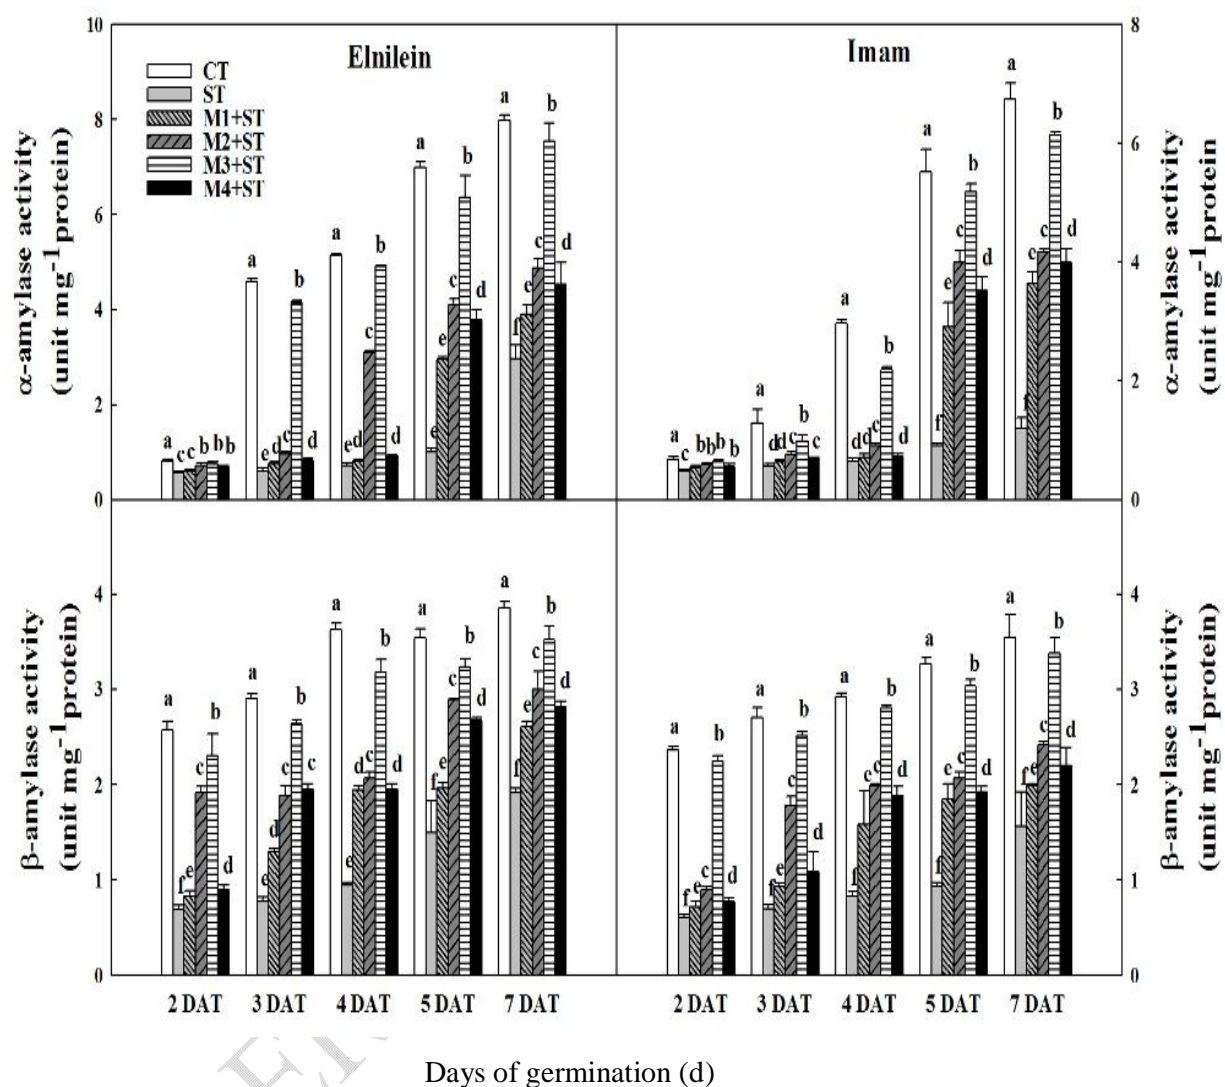 Elnilein
Imam
CT
ST
M1+ST
M2+ST
M3+ST
M4+ST
α-amylase activity
(unit mg-1protein)
10
8
6
4
2
0
a c c b b b
a e d c b d
a e d c b d
a e e c b d
a f e c b d
α-amylase activity
(unit mg-1protein
8
6
4
2
0
a c b b b b
a d d c b c
a d d c b d
a f e c b d
a f c c b d
β-amylase activity
(unit mg-1protein)
4
3
2
1
0
a f e c b d
a e d c b c
a e d c b d
a f e c b d
a f e c b d
β-amylase activity
(unit mg-1protein)
4
3
2
1
0
a f e c b d
a f e c b d
a f e c b d
a f e c b d
a f e c b d
2 DAT 3 DAT 4 DAT 5 DAT 7 DAT
2 DAT 3 DAT 4 DAT 5 DAT 7 DAT
Days of germination (d)